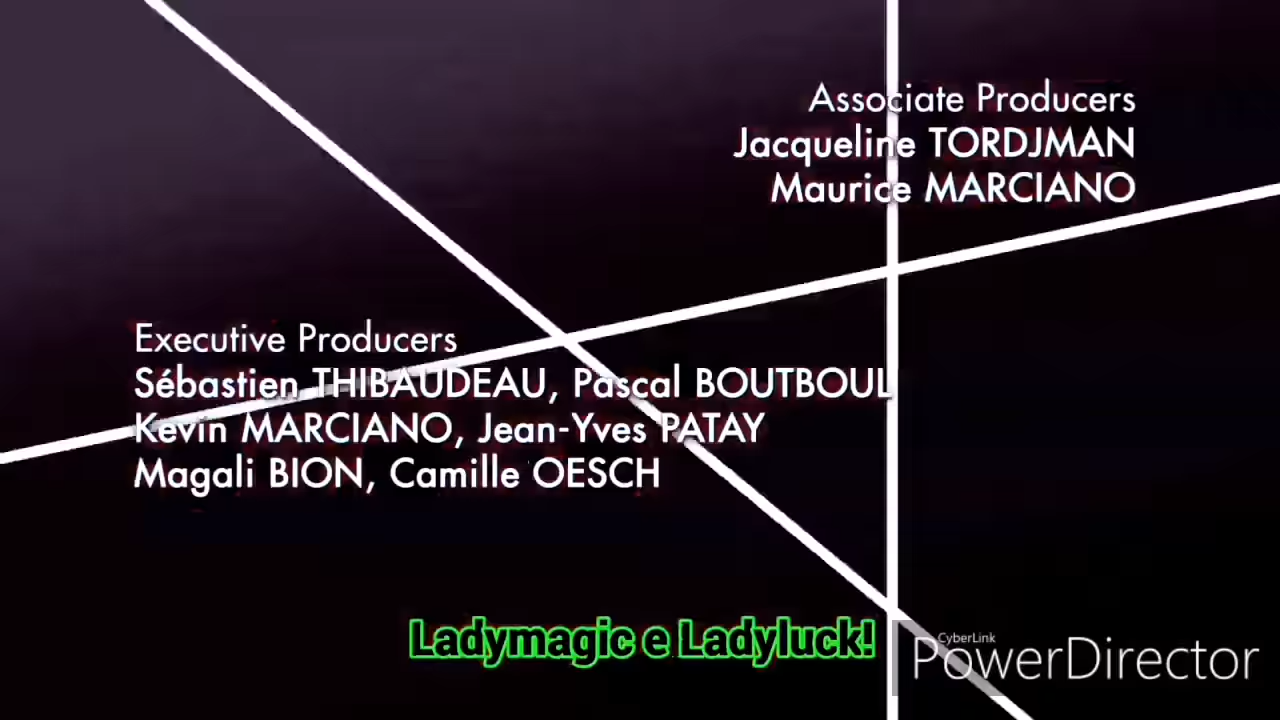 Associate Producers
Jacqueline TORDJMAN
Maurice MARCIANO
Executive Producers
Sébastien THIBAUDEAU, Pascal BOUTBOUL
Kevin MARCIANO, Jean-Yves PATAY
Magali BION, Camille OESCH
Ladymagic e Ladyluck!
CyberLink
PowerDirector